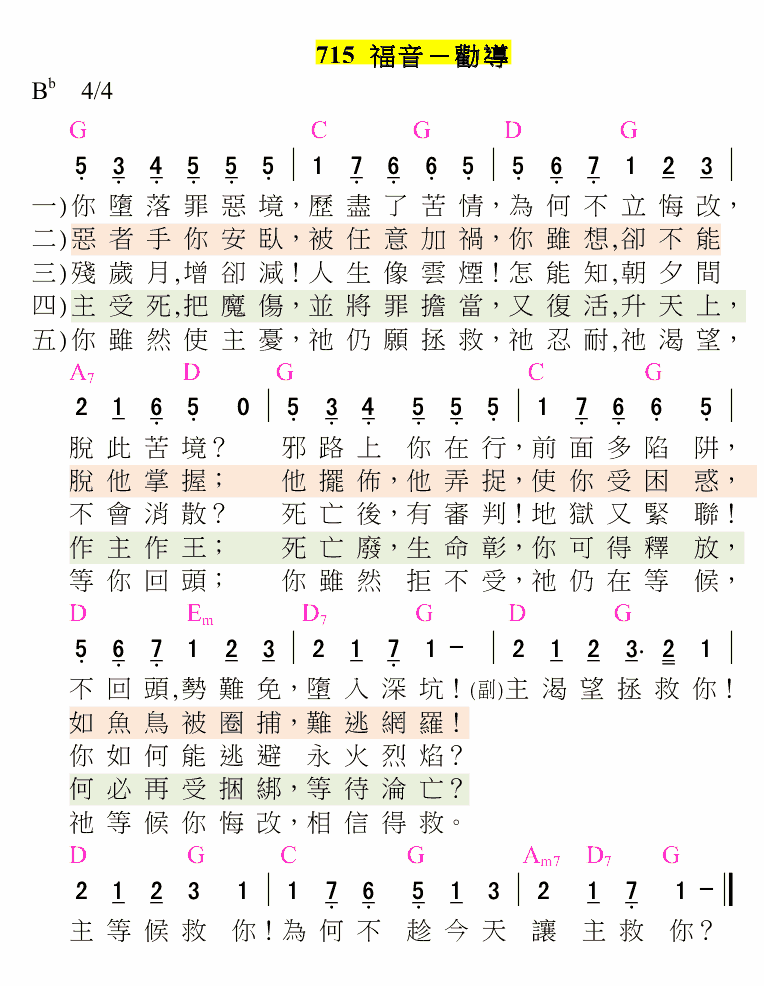 715 福音－勸導
Bb 4/4
G C G D G
5 3 4 5 5 5 | 1 7 6 6 5 | 5 6 7 1 2 3 |
一)你墮落罪惡境，歷盡了苦情，為何不立悔改，
二)惡者手你安臥，被任意加禍，你雖想,卻不能
三)殘歲月,增卻減！人生像雲煙！怎能知,朝夕間
四)主受死,把魔傷，並將罪擔當，又復活,升天上，
五)你雖然使主憂，祂仍願拯救，祂忍耐,祂渴望，
A7 D G C G
2 1 6 5 0 | 5 3 4 5 5 5 | 1 7 6 6 5 |
脫此苦境？ 邪路上 你在行，前面多陷阱，
脫他掌握； 他擺佈，他弄捉，使你受困惑，
不會消散？ 死亡後，有審判！地獄又緊聯！
作主作王； 死亡廢，生命彰，你可得釋放，
等你回頭； 你雖然 拒不受，祂仍在等候，
D Em D7 G D G
5 6 7 1 2 3 | 2 1 7 1 － | 2 1 2 3. 2 1 |
不回頭,勢難免，墮入深坑！(副)主渴望拯救你！
如魚鳥被圈捕，難逃網羅！
你如何能逃避 永火烈焰？
何必再受捆綁，等待淪亡？
祂等候你悔改，相信得救。
D G C G Am7 D7 G
2 1 2 3 1 | 1 7 6 5 1 3 | 2 1 7 1 － ‖
主等候救你！為何不 趁今天讓 主救 你？